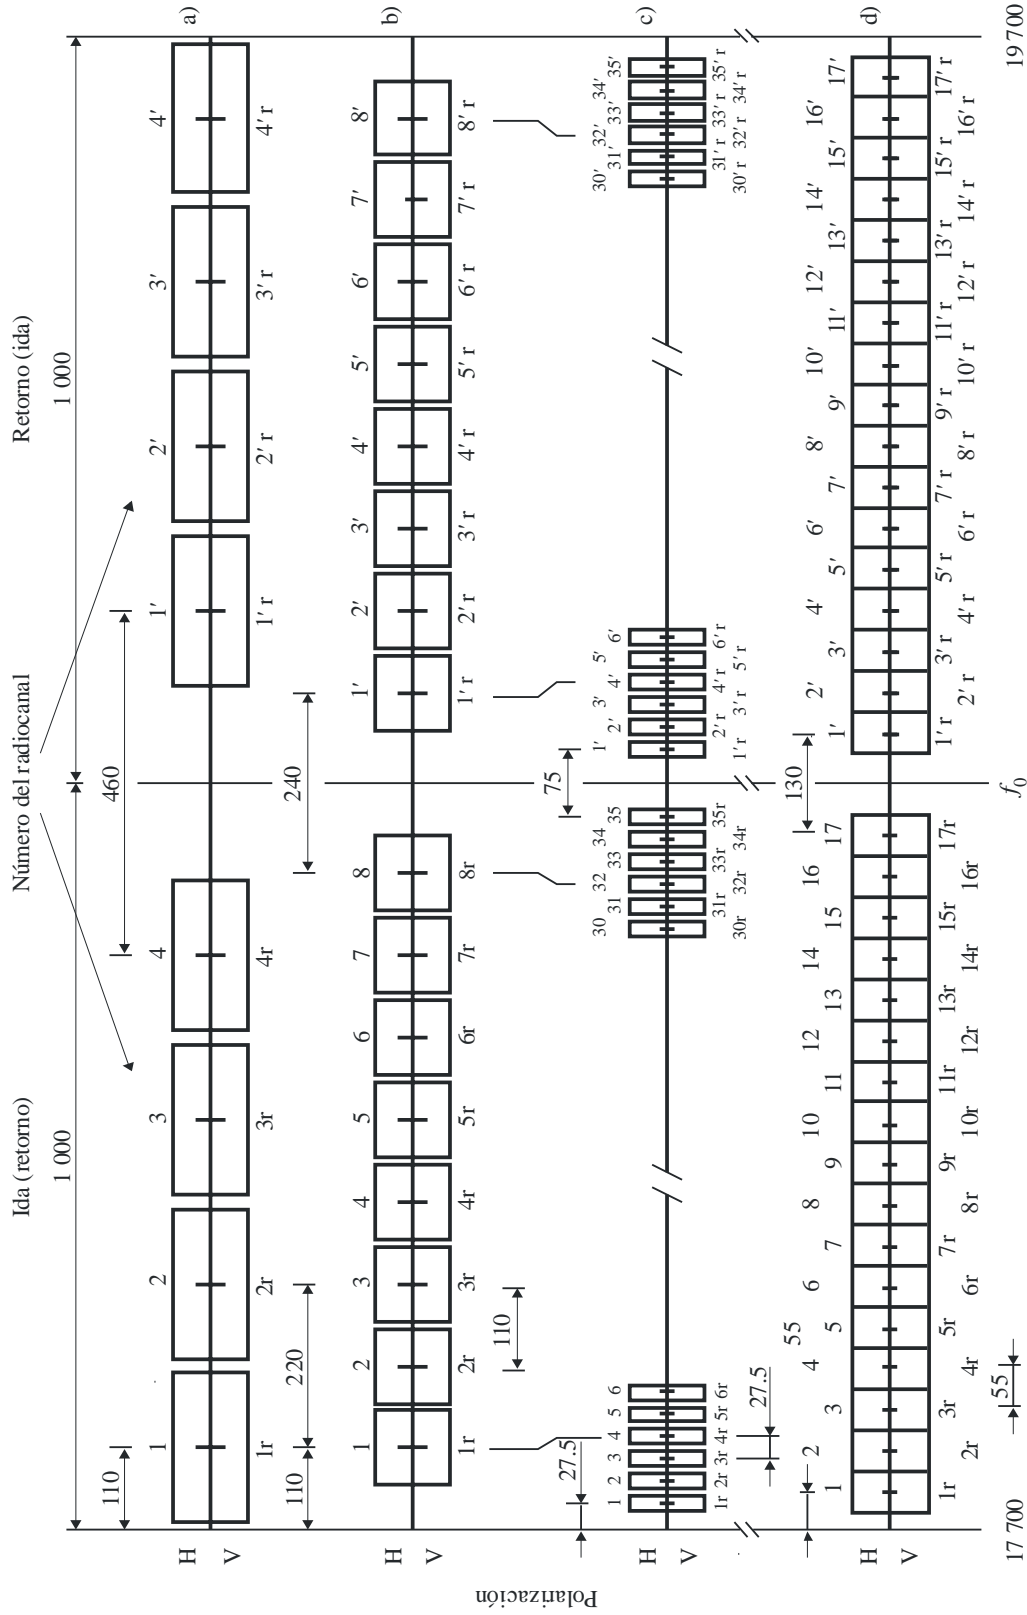 Número del radiocanal
Ida (retorno) Retorno (ida)
1 000 1 000
110 460
1 2 3 4 1′ 2′ 3′ 4′ a)
H
V
1r 2r 3r 4r 1′ r 2′ r 3′ r 4′ r
110 220 240
1 2 3 4 5 6 7 8 1′ 2′ 3′ 4′ 5′ 6′ 7′ 8′ b)
H
V
1r 2r 3r 4r 5r 6r 7r 8r 1′ r 2′ r 3′ r 4′ r 5′ r 6′ r 7′ r 8′ r
110
27.5 75
1 2 3 4 5 6 30 31 32 33 34 35 1′ 2′ 3′ 4′ 5′ 6′ 30′ 31′ 32′ 33′ 34′ 35′ c)
H
V
Polarización
1r 2r 3r 4r 5r 6r 30r 31r 32r 33r 34r 35r 1′ r 2′ r 3′ r 4′ r 5′ r 6′ r 30′ r 31′ r 32′ r 33′ r 34′ r 35′ r
27.5
55 130
1 2 3 4 5 6 7 8 9 10 11 12 13 14 15 16 17 1′ 2′ 3′ 4′ 5′ 6′ 7′ 8′ 9′ 10′ 11′ 12′ 13′ 14′ 15′ 16′ 17′ d)
H
V
1r 2r 3r 4r 5r 6r 7r 8r 9r 10r 11r 12r 13r 14r 15r 16r 17r 1′ r 2′ r 3′ r 4′ r 5′ r 6′ r 7′ r 8′ r 9′ r 10′ r 11′ r 12′ r 13′ r 14′ r 15′ r 16′ r 17′ r
55
17 700 f0 19 700